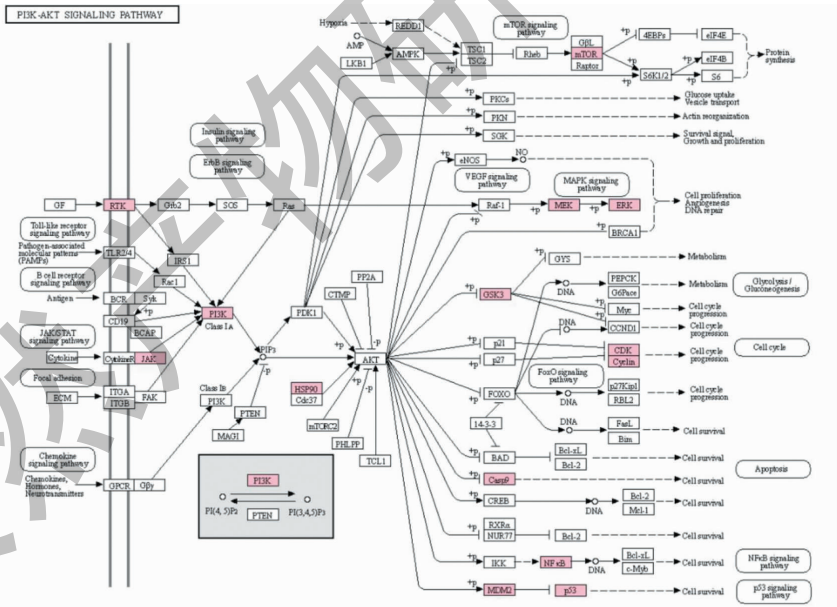 PI3K-AKT SIGNALING PATHWAY
Hypoxia
REDD1
AMP
LKB1
AMPK
TSC1
TSC2
+p
Rheb
mTOR signaling
pathway
GβL
mTOR
Raptor
+p
4EBPs
eIF4E
+p
S6K1/2
+p
eIF4B
+p
S6
Protein
synthesis
+p
PKCs
Glucose uptake
Vesicle transport
+p
PKN
Actin reorganization
+p
SGK
Survival signal,
Growth and proliferation
Insulin signaling
pathway
ErbB signaling
pathway
+p
eNOS
NO
VEGF signaling
pathway
MAPK signaling
pathway
GF
RTK
Grb2
SOS
Ras
Raf-1
+p
MEK
+p
ERK
+p
BRCA1
Cell proliferation
Angiogenesis
DNA repair
Toll-like receptor
signaling pathway
Pathogen-associated
molecular patterns
(PAMPs)
TLR2/4
IRS1
Rac1
B cell receptor
signaling pathway
Antigen
BCR
Syk
+p
CD19
BCAP
PI3K
Class IA
JAK/STAT
signaling pathway
Cytokine
CytokineR
JAK
Focal adhesion
ECM
ITGA
ITGB
FAK
Class IB
PI3K
PIP3
-p
PTEN
MAGI
PDK1
CTMP
PP2A
+p
-p
AKT
HSP90
Cdc37
+p
-p
mTORC2
PHLPP
TCL1
Chemokine
signaling pathway
Chemokines,
Hormones,
Neurotransmitters
GPCR
Gβγ
PI3K
PI(4, 5)P2
PTEN
PI(3,4,5)P3
+p
GSK3
GYS
Metabolism
DNA
PEPCK
G6Pace
Metabolism
Glycolysis /
Gluconeogenesis
+p
Myc
Cell cycle
progression
DNA
CCND1
Cell cycle
progression
+p
p21
+p
p27
CDK
Cyclin
Cell cycle
progression
Cell cycle
FoxO signaling
pathway
+p
FOXO
DNA
p27Kip1
RBL2
Cell cycle
progression
14-3-3
DNA
FasL
Bim
Cell survival
+p
BAD
Bcl-xL
Bcl-2
Cell survival
Apoptosis
+p
Casp9
Cell survival
+p
CREB
DNA
Bcl-2
Mcl-1
Cell survival
+p
RXRα
NUR77
Bcl-2
Cell survival
+p
IKK
NFκB
DNA
Bcl-xL
c-Myb
Cell survival
NFκB signaling
pathway
+p
MDM2
p53
Cell survival
p53 signaling
pathway